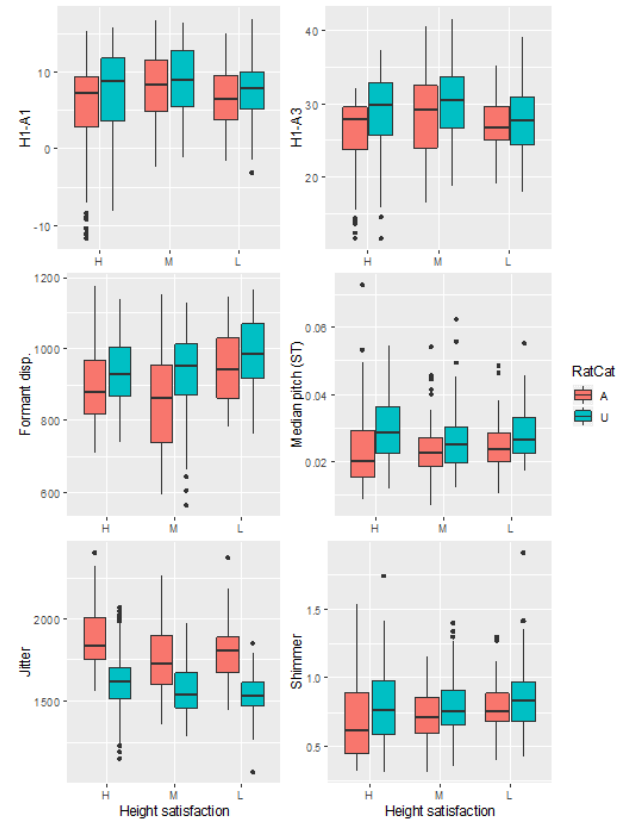 H1-A1
10
0
-10
H M L
H1-A3
40
30
20
H M L
Formant disp.
1200
1000
800
600
H M L
Median pitch (ST)
0.06
0.04
0.02
H M L
RatCat
A
U
Jitter
2000
1500
H M L
Height satisfaction
Shimmer
1.5
1.0
0.5
H M L
Height satisfaction